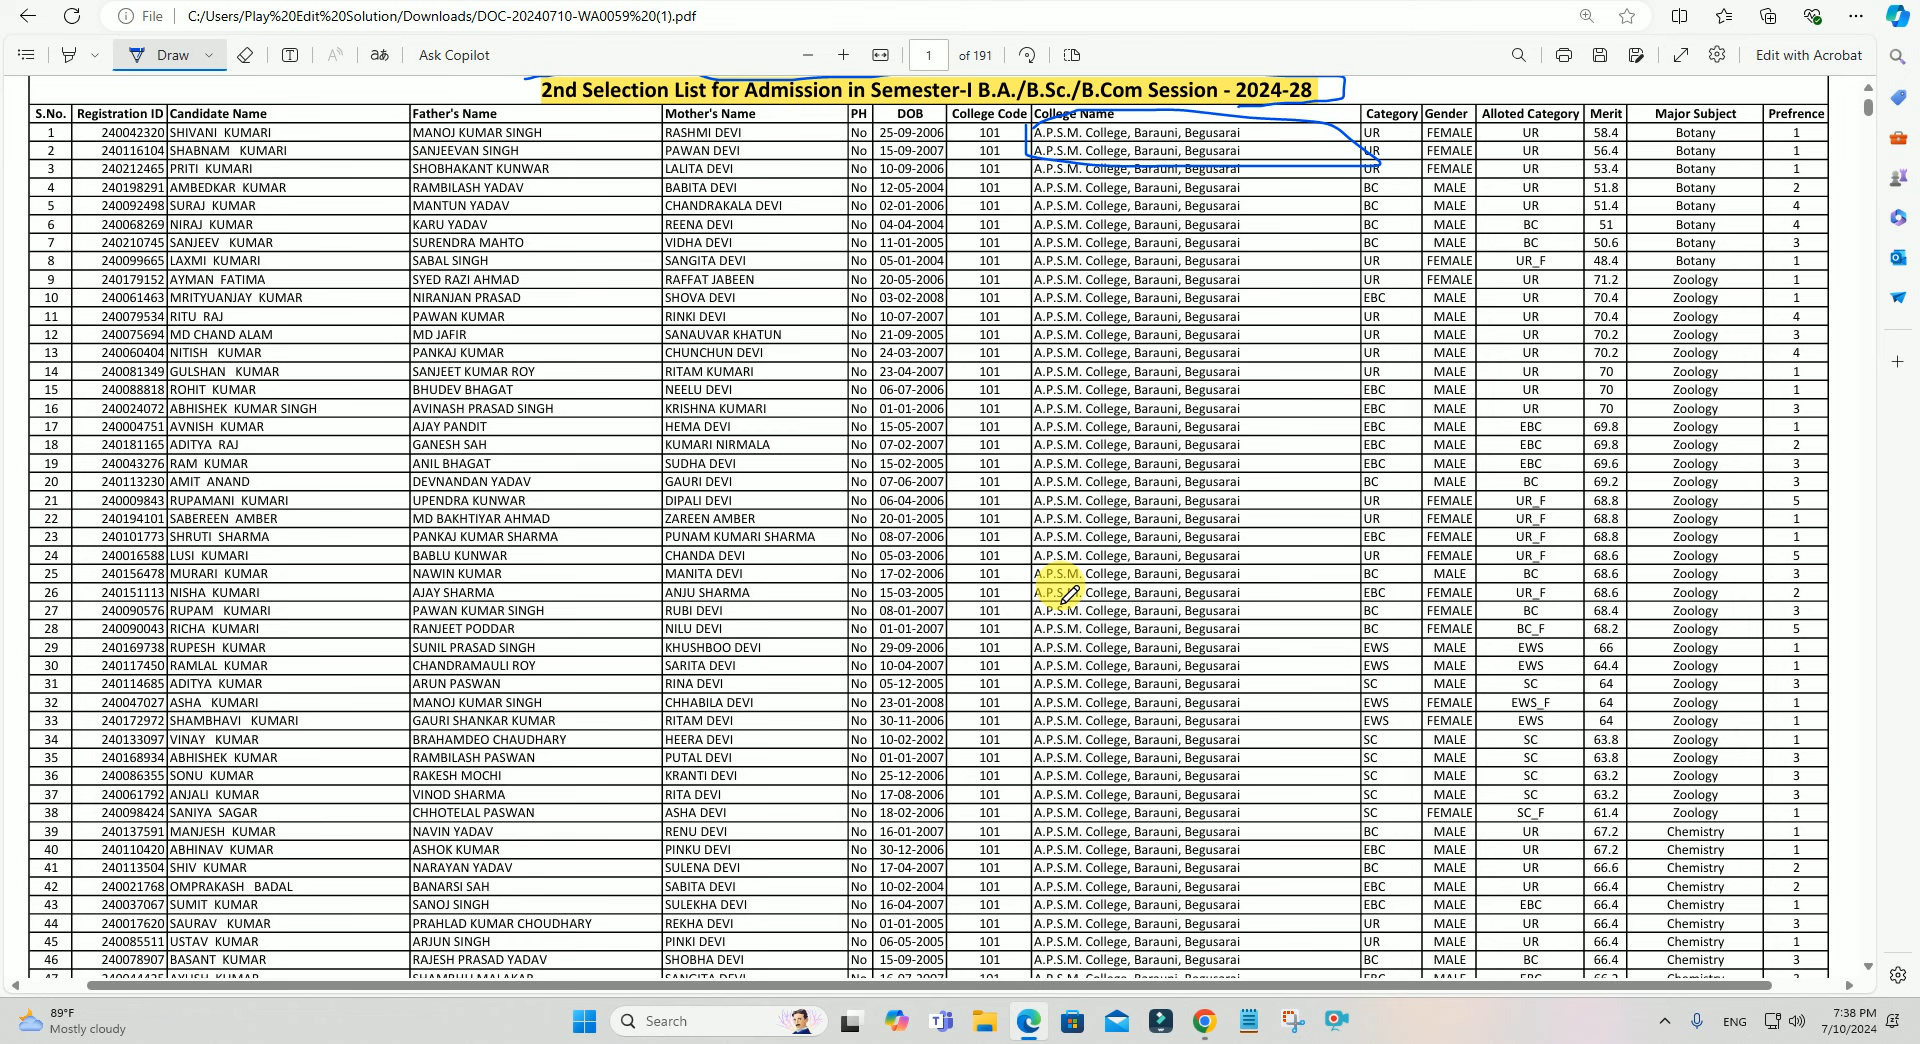 File C:/Users/Play%20Edit%20Solution/Downloads/DOC-20240710-WA0059%20(1).pdf
Draw aあ Ask Copilot 1 of 191 Edit with Acrobat
2nd Selection List for Admission in Semester-I B.A./B.Sc./B.Com Session - 2024-28
S.No. Registration ID Candidate Name Father's Name Mother's Name PH DOB College Code College Name Category Gender Alloted Category Merit Major Subject Prefrence
1 240042320 SHIVANI KUMARI MANOJ KUMAR SINGH RASHMI DEVI No 25-09-2006 101 A.P.S.M. College, Barauni, Begusarai UR FEMALE UR 58.4 Botany 1
2 240116104 SHABNAM KUMARI SANJEEVAN SINGH PAWAN DEVI No 15-09-2007 101 A.P.S.M. College, Barauni, Begusarai UR FEMALE UR 56.4 Botany 1
3 240212465 PRITI KUMARI SHOBHAKANT KUNWAR LALITA DEVI No 10-09-2006 101 A.P.S.M. College, Barauni, Begusarai UR FEMALE UR 53.4 Botany 1
4 240198291 AMBEDKAR KUMAR RAMBILASH YADAV BABITA DEVI No 12-05-2004 101 A.P.S.M. College, Barauni, Begusarai BC MALE UR 51.8 Botany 2
5 240092498 SURAJ KUMAR MANTUN YADAV CHANDRAKALA DEVI No 02-01-2006 101 A.P.S.M. College, Barauni, Begusarai BC MALE UR 51.4 Botany 4
6 240068269 NIRAJ KUMAR KARU YADAV REENA DEVI No 04-04-2004 101 A.P.S.M. College, Barauni, Begusarai BC MALE BC 51 Botany 4
7 240210745 SANJEEV KUMAR SURENDRA MAHTO VIDHA DEVI No 11-01-2005 101 A.P.S.M. College, Barauni, Begusarai BC MALE BC 50.6 Botany 3
8 240099665 LAXMI KUMARI SABAL SINGH SANGITA DEVI No 05-01-2004 101 A.P.S.M. College, Barauni, Begusarai UR FEMALE UR_F 48.4 Botany 1
9 240179152 AYMAN FATIMA SYED RAZI AHMAD RAFFAT JABEEN No 20-05-2006 101 A.P.S.M. College, Barauni, Begusarai UR FEMALE UR 71.2 Zoology 1
10 240061463 MRITYUANJAY KUMAR NIRANJAN PRASAD SHOVA DEVI No 03-02-2008 101 A.P.S.M. College, Barauni, Begusarai EBC MALE UR 70.4 Zoology 1
11 240079534 RITU RAJ PAWAN KUMAR RINKI DEVI No 10-07-2007 101 A.P.S.M. College, Barauni, Begusarai UR MALE UR 70.4 Zoology 4
12 240075694 MD CHAND ALAM MD JAFIR SANAUVAR KHATUN No 21-09-2005 101 A.P.S.M. College, Barauni, Begusarai UR MALE UR 70.2 Zoology 3
13 240060404 NITISH KUMAR PANKAJ KUMAR CHUNCHUN DEVI No 24-03-2007 101 A.P.S.M. College, Barauni, Begusarai UR MALE UR 70.2 Zoology 4
14 240081349 GULSHAN KUMAR SANJEET KUMAR ROY RITAM KUMARI No 23-04-2007 101 A.P.S.M. College, Barauni, Begusarai UR MALE UR 70 Zoology 1
15 240088818 ROHIT KUMAR BHUDEV BHAGAT NEELU DEVI No 06-07-2006 101 A.P.S.M. College, Barauni, Begusarai EBC MALE UR 70 Zoology 1
16 240024072 ABHISHEK KUMAR SINGH AVINASH PRASAD SINGH KRISHNA KUMARI No 01-01-2006 101 A.P.S.M. College, Barauni, Begusarai EBC MALE UR 70 Zoology 3
17 240004751 AVNISH KUMAR AJAY PANDIT HEMA DEVI No 15-05-2007 101 A.P.S.M. College, Barauni, Begusarai EBC MALE EBC 69.8 Zoology 1
18 240181165 ADITYA RAJ GANESH SAH KUMARI NIRMALA No 07-02-2007 101 A.P.S.M. College, Barauni, Begusarai EBC MALE EBC 69.8 Zoology 2
19 240043276 RAM KUMAR ANIL BHAGAT SUDHA DEVI No 15-02-2005 101 A.P.S.M. College, Barauni, Begusarai EBC MALE EBC 69.6 Zoology 3
20 240113230 AMIT ANAND DEVNANDAN YADAV GAURI DEVI No 07-06-2007 101 A.P.S.M. College, Barauni, Begusarai BC MALE BC 69.2 Zoology 3
21 240009843 RUPAMANI KUMARI UPENDRA KUNWAR DIPALI DEVI No 06-04-2006 101 A.P.S.M. College, Barauni, Begusarai UR FEMALE UR_F 68.8 Zoology 5
22 240194101 SABEREEN AMBER MD BAKHTIYAR AHMAD ZAREEN AMBER No 20-01-2005 101 A.P.S.M. College, Barauni, Begusarai UR FEMALE UR_F 68.8 Zoology 1
23 240101773 SHRUTI SHARMA PANKAJ KUMAR SHARMA PUNAM KUMARI SHARMA No 08-07-2006 101 A.P.S.M. College, Barauni, Begusarai EBC FEMALE UR_F 68.8 Zoology 1
24 240016588 LUSI KUMARI BABLU KUNWAR CHANDA DEVI No 05-03-2006 101 A.P.S.M. College, Barauni, Begusarai UR FEMALE UR_F 68.6 Zoology 5
25 240156478 MURARI KUMAR NAWIN KUMAR MANITA DEVI No 17-02-2006 101 A.P.S.M. College, Barauni, Begusarai BC MALE BC 68.6 Zoology 3
26 240151113 NISHA KUMARI AJAY SHARMA ANJU SHARMA No 15-03-2005 101 A.P.S.M. College, Barauni, Begusarai EBC FEMALE UR_F 68.6 Zoology 2
27 240090576 RUPAM KUMARI PAWAN KUMAR SINGH RUBI DEVI No 08-01-2007 101 A.P.S.M. College, Barauni, Begusarai BC FEMALE BC 68.4 Zoology 3
28 240090043 RICHA KUMARI RANJEET PODDAR NILU DEVI No 01-01-2007 101 A.P.S.M. College, Barauni, Begusarai BC FEMALE BC_F 68.2 Zoology 5
29 240169738 RUPESH KUMAR SUNIL PRASAD SINGH KHUSHBOO DEVI No 29-09-2006 101 A.P.S.M. College, Barauni, Begusarai EWS MALE EWS 66 Zoology 1
30 240117450 RAMLAL KUMAR CHANDRAMAULI ROY SARITA DEVI No 10-04-2007 101 A.P.S.M. College, Barauni, Begusarai EWS MALE EWS 64.4 Zoology 1
31 240114685 ADITYA KUMAR ARUN PASWAN RINA DEVI No 05-12-2005 101 A.P.S.M. College, Barauni, Begusarai SC MALE SC 64 Zoology 3
32 240047027 ASHA KUMARI MANOJ KUMAR SINGH CHHABILA DEVI No 23-01-2008 101 A.P.S.M. College, Barauni, Begusarai EWS FEMALE EWS_F 64 Zoology 1
33 240172972 SHAMBHAVI KUMARI GAURI SHANKAR KUMAR RITAM DEVI No 30-11-2006 101 A.P.S.M. College, Barauni, Begusarai EWS FEMALE EWS 64 Zoology 1
34 240133097 VINAY KUMAR BRAHAMDEO CHAUDHARY HEERA DEVI No 10-02-2002 101 A.P.S.M. College, Barauni, Begusarai SC MALE SC 63.8 Zoology 1
35 240168934 ABHISHEK KUMAR RAMBILASH PASWAN PUTAL DEVI No 01-01-2007 101 A.P.S.M. College, Barauni, Begusarai SC MALE SC 63.8 Zoology 3
36 240086355 SONU KUMAR RAKESH MOCHI KRANTI DEVI No 25-12-2006 101 A.P.S.M. College, Barauni, Begusarai SC MALE SC 63.2 Zoology 3
37 240061792 ANJALI KUMAR VINOD SHARMA RITA DEVI No 17-08-2006 101 A.P.S.M. College, Barauni, Begusarai SC MALE SC 63.2 Zoology 3
38 240098424 SANIYA SAGAR CHHOTELAL PASWAN ASHA DEVI No 18-02-2006 101 A.P.S.M. College, Barauni, Begusarai SC FEMALE SC_F 61.4 Zoology 1
39 240137591 MANJESH KUMAR NAVIN YADAV RENU DEVI No 16-01-2007 101 A.P.S.M. College, Barauni, Begusarai BC MALE UR 67.2 Chemistry 1
40 240110420 ABHINAV KUMAR ASHOK KUMAR PINKU DEVI No 30-12-2006 101 A.P.S.M. College, Barauni, Begusarai EBC MALE UR 67.2 Chemistry 1
41 240113504 SHIV KUMAR NARAYAN YADAV SULENA DEVI No 17-04-2007 101 A.P.S.M. College, Barauni, Begusarai BC MALE UR 66.6 Chemistry 2
42 240021768 OMPRAKASH BADAL BANARSI SAH SABITA DEVI No 10-02-2004 101 A.P.S.M. College, Barauni, Begusarai EBC MALE UR 66.4 Chemistry 2
43 240037067 SUMIT KUMAR SANOJ SINGH SULEKHA DEVI No 16-04-2007 101 A.P.S.M. College, Barauni, Begusarai EBC MALE EBC 66.4 Chemistry 1
44 240017620 SAURAV KUMAR PRAHLAD KUMAR CHOUDHARY REKHA DEVI No 01-01-2005 101 A.P.S.M. College, Barauni, Begusarai UR MALE UR 66.4 Chemistry 3
45 240085511 USTAV KUMAR ARJUN SINGH PINKI DEVI No 06-05-2005 101 A.P.S.M. College, Barauni, Begusarai UR MALE UR 66.4 Chemistry 1
46 240078907 BASANT KUMAR RAJESH PRASAD YADAV SHOBHA DEVI No 15-09-2005 101 A.P.S.M. College, Barauni, Begusarai BC MALE BC 66.4 Chemistry 3
89°F
Mostly cloudy
Search
ENG
7:38 PM
7/10/2024